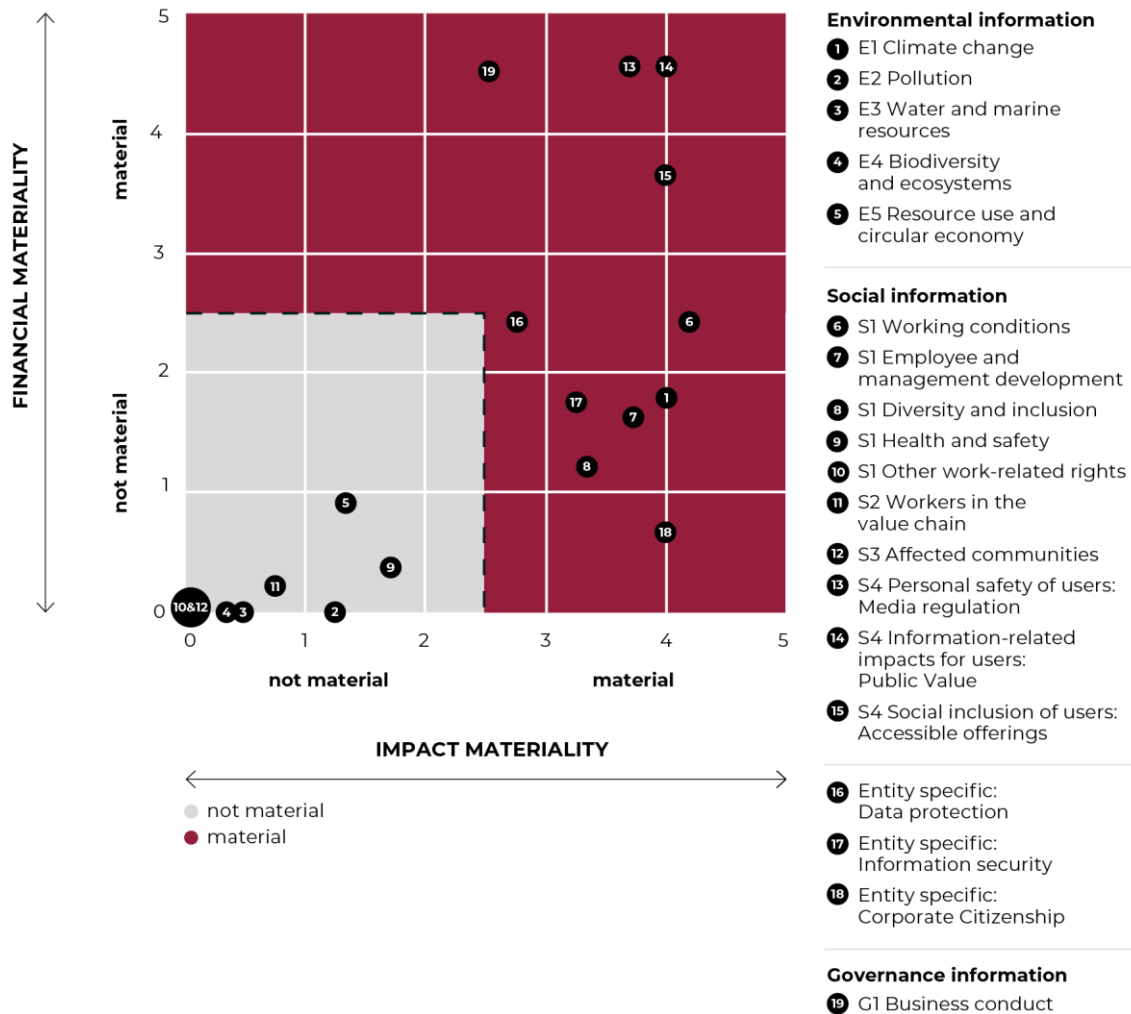 5
4
3
2
1
0
FINANCIAL MATERIALITY
material
not material
19
13
14
15
16
6
17
7
1
8
18
5
9
11
10&12
4
3
2
0
1
2
3
4
5
not material
material
IMPACT MATERIALITY
not material
material
Environmental information
1 E1 Climate change
2 E2 Pollution
3 E3 Water and marine
resources
4 E4 Biodiversity
and ecosystems
5 E5 Resource use and
circular economy
Social information
6 S1 Working conditions
7 S1 Employee and
management development
8 S1 Diversity and inclusion
9 S1 Health and safety
10 S1 Other work-related rights
11 S2 Workers in the
value chain
12 S3 Affected communities
13 S4 Personal safety of users:
Media regulation
14 S4 Information-related
impacts for users:
Public Value
15 S4 Social inclusion of users:
Accessible offerings
16 Entity specific:
Data protection
17 Entity specific:
Information security
18 Entity specific:
Corporate Citizenship
Governance information
19 G1 Business conduct